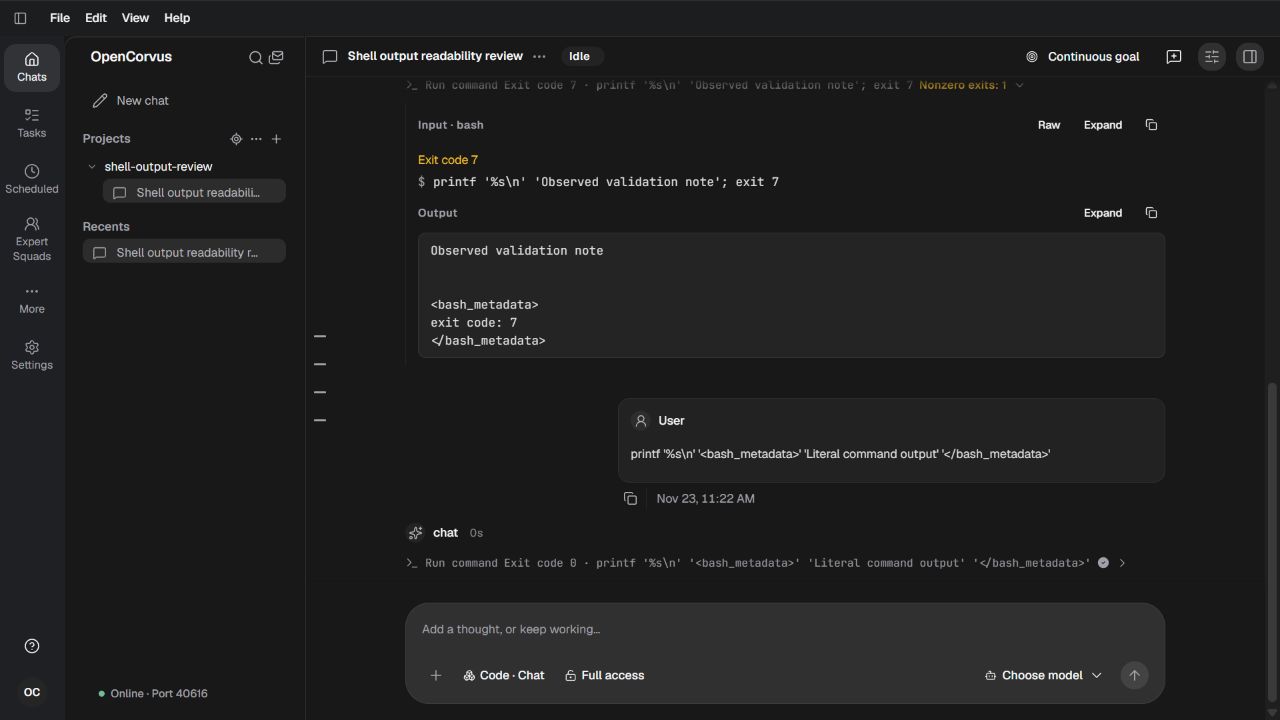 File Edit View Help
Chats
Tasks
Scheduled
Expert
Squads
More
Settings
OC
OpenCorvus
New chat
Projects
shell-output-review
Shell output readabili...
Recents
Shell output readability r...
Online · Port 40616
Shell output readability review ··· Idle
Continuous goal
>_ Run command Exit code 7 · printf '%s\n' 'Observed validation note'; exit 7 Nonzero exits: 1
Input · bash Raw Expand
Exit code 7
$ printf '%s\n' 'Observed validation note'; exit 7
Output Expand
Observed validation note
<bash_metadata>
exit code: 7
</bash_metadata>
User
printf '%s\n' '<bash_metadata>' 'Literal command output' '</bash_metadata>'
Nov 23, 11:22 AM
chat 0s
>_ Run command Exit code 0 · printf '%s\n' '<bash_metadata>' 'Literal command output' '</bash_metadata>'
Add a thought, or keep working...
Code · Chat Full access Choose model